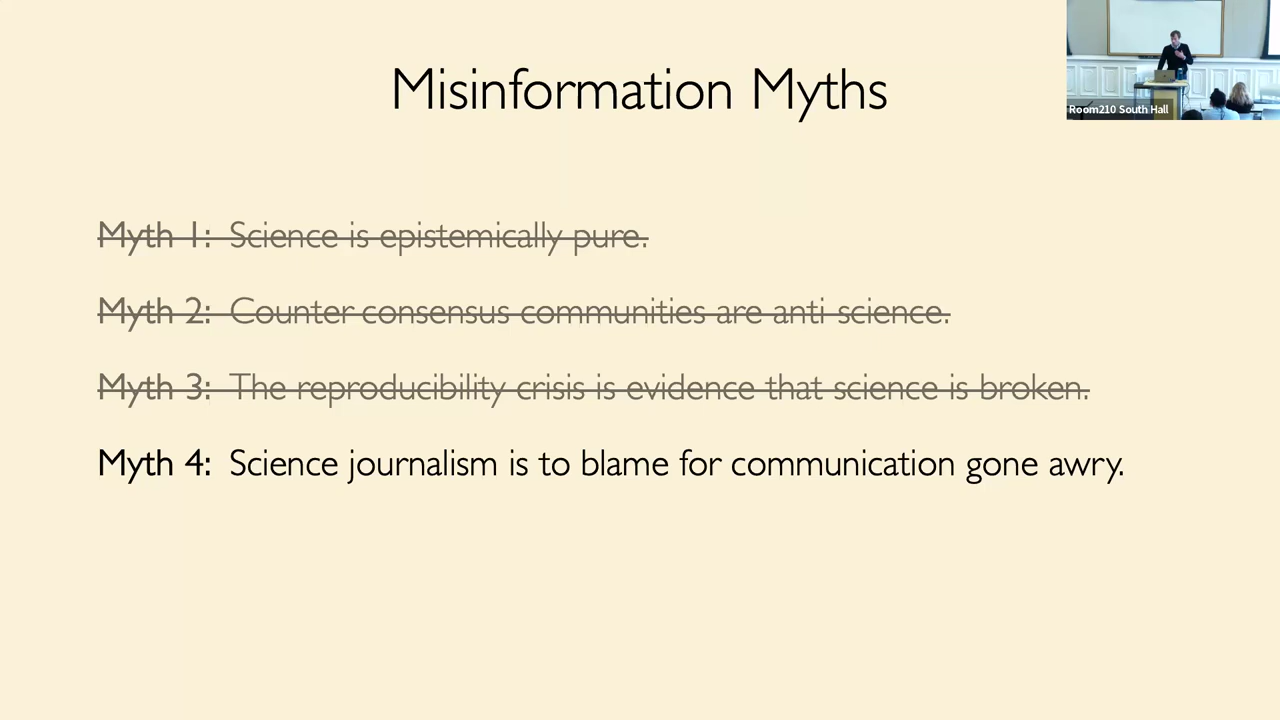 Misinformation Myths
Room210 South Hall
Myth 1: Science is epistemically pure.
Myth 2: Counter consensus communities are anti science.
Myth 3: The reproducibility crisis is evidence that science is broken.
Myth 4: Science journalism is to blame for communication gone awry.